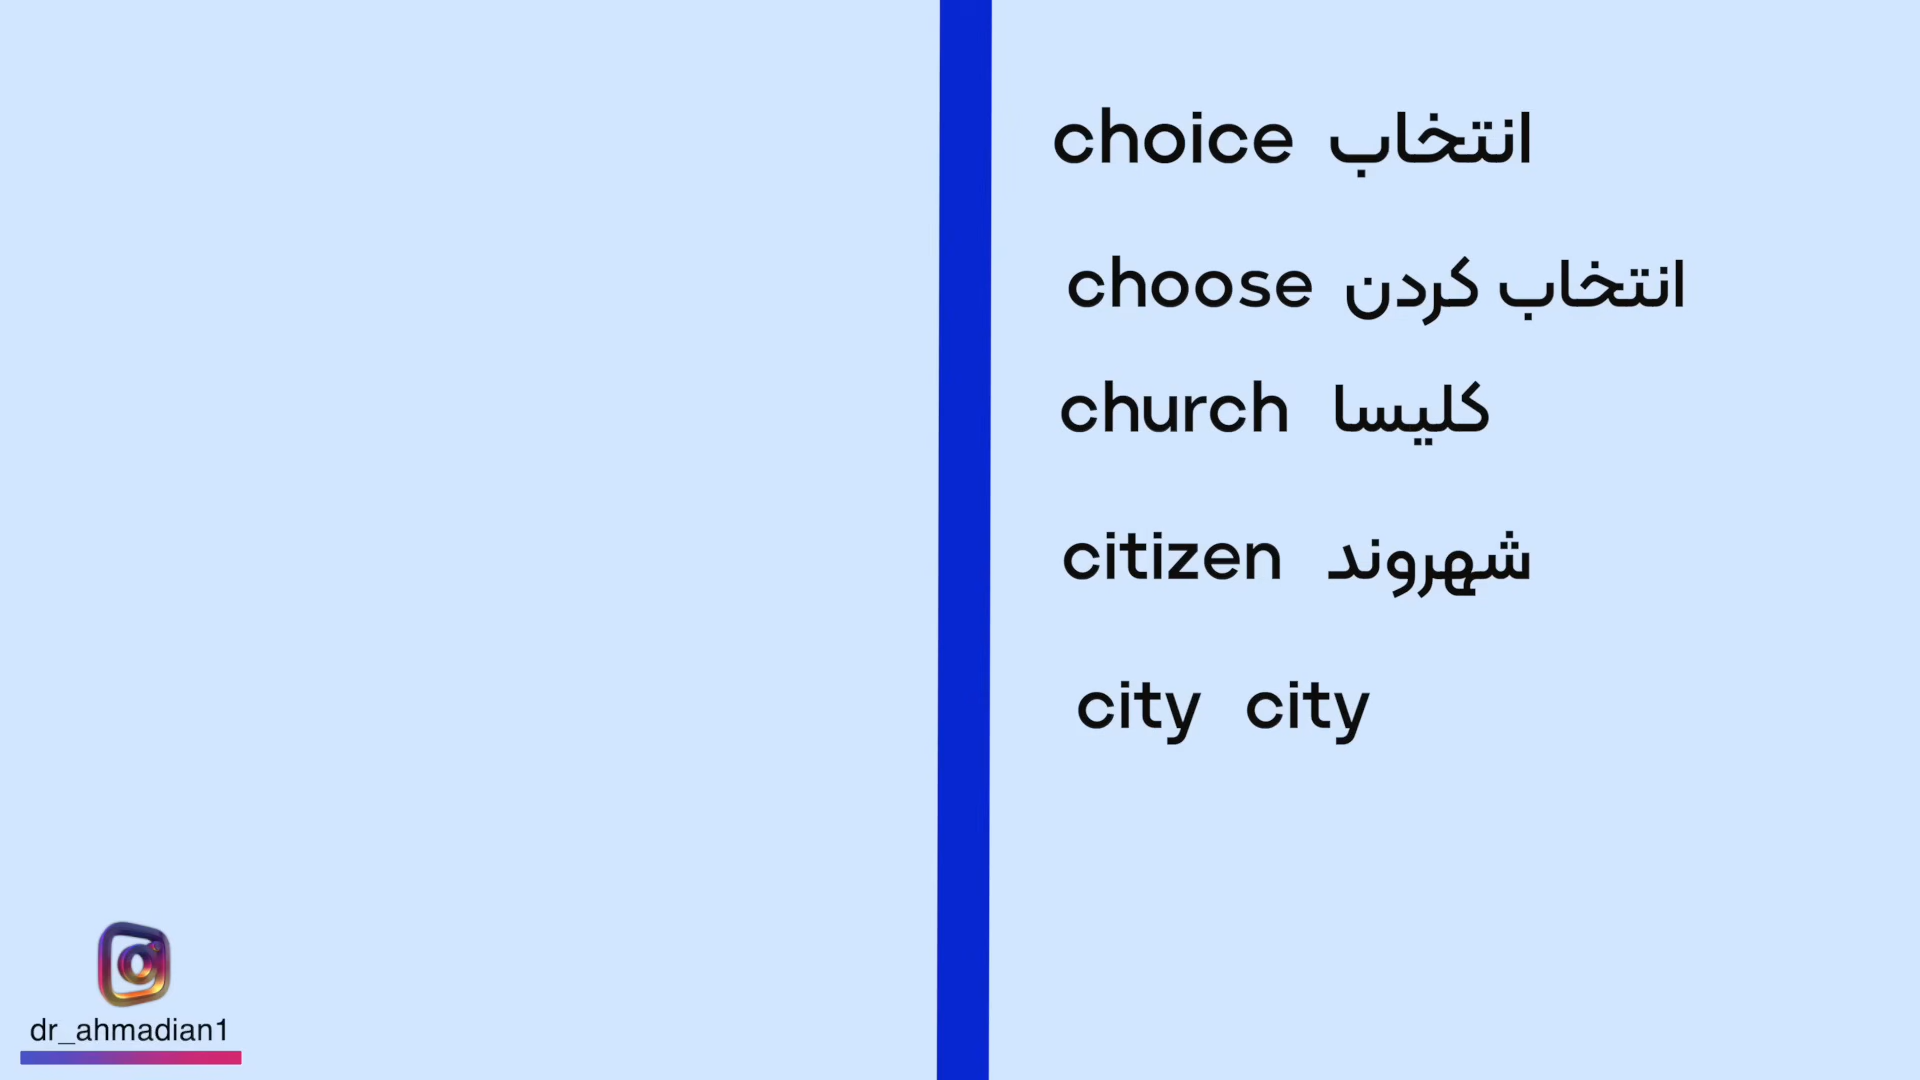 choice انتخاب
choose انتخاب کردن
church کلیسا
citizen شهروند
city city
dr_ahmadian1